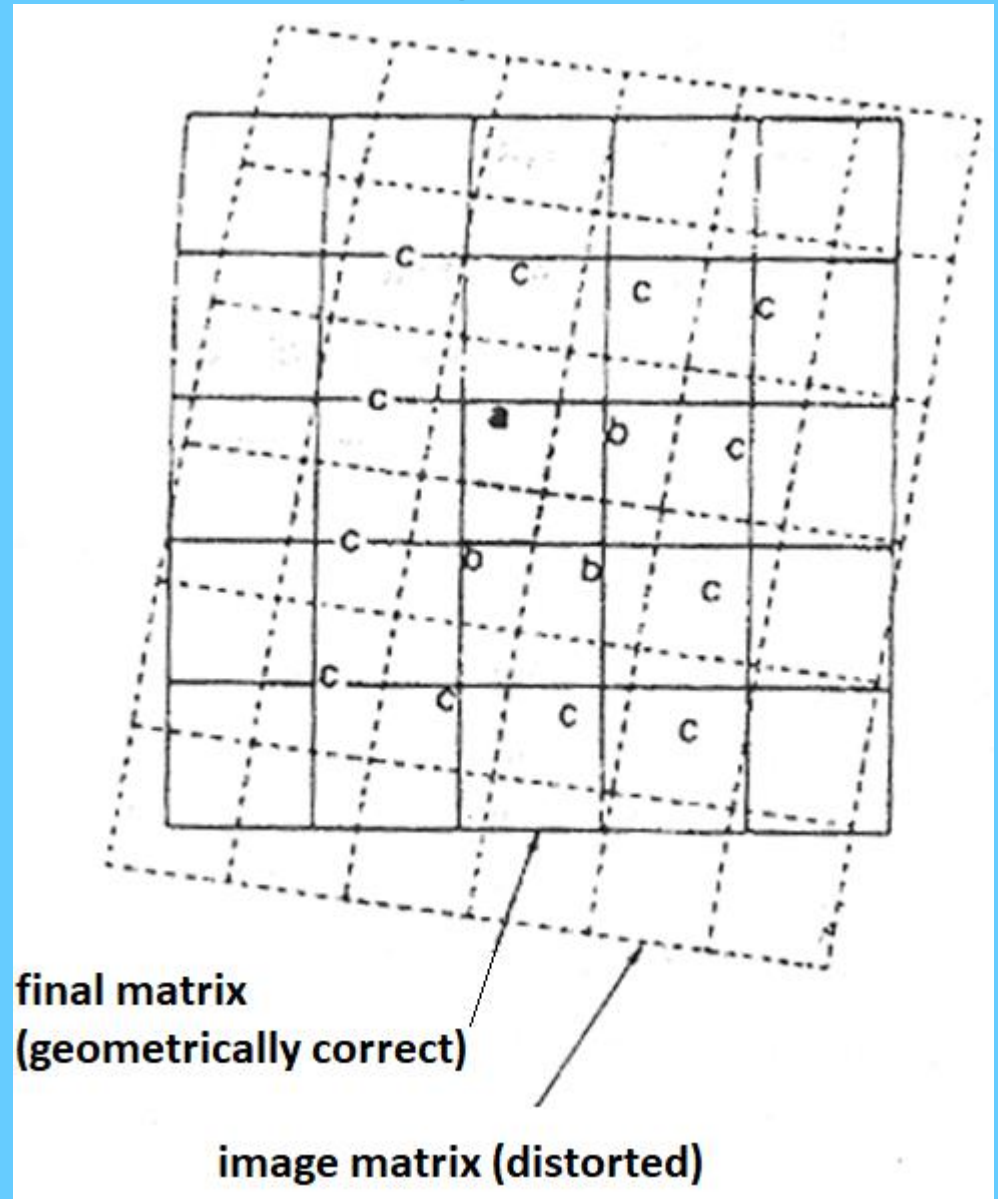 c c c c
c a b c
c b b c
c c c c
final matrix
(geometrically correct)
image matrix (distorted)